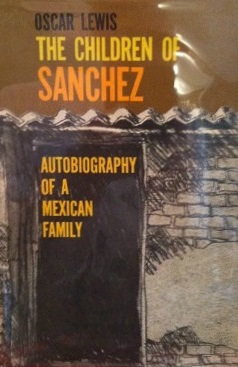 OSCAR LEWIS
THE CHILDREN OF
SANCHEZ
AUTOBIOGRAPHY
OF A
MEXICAN
FAMILY